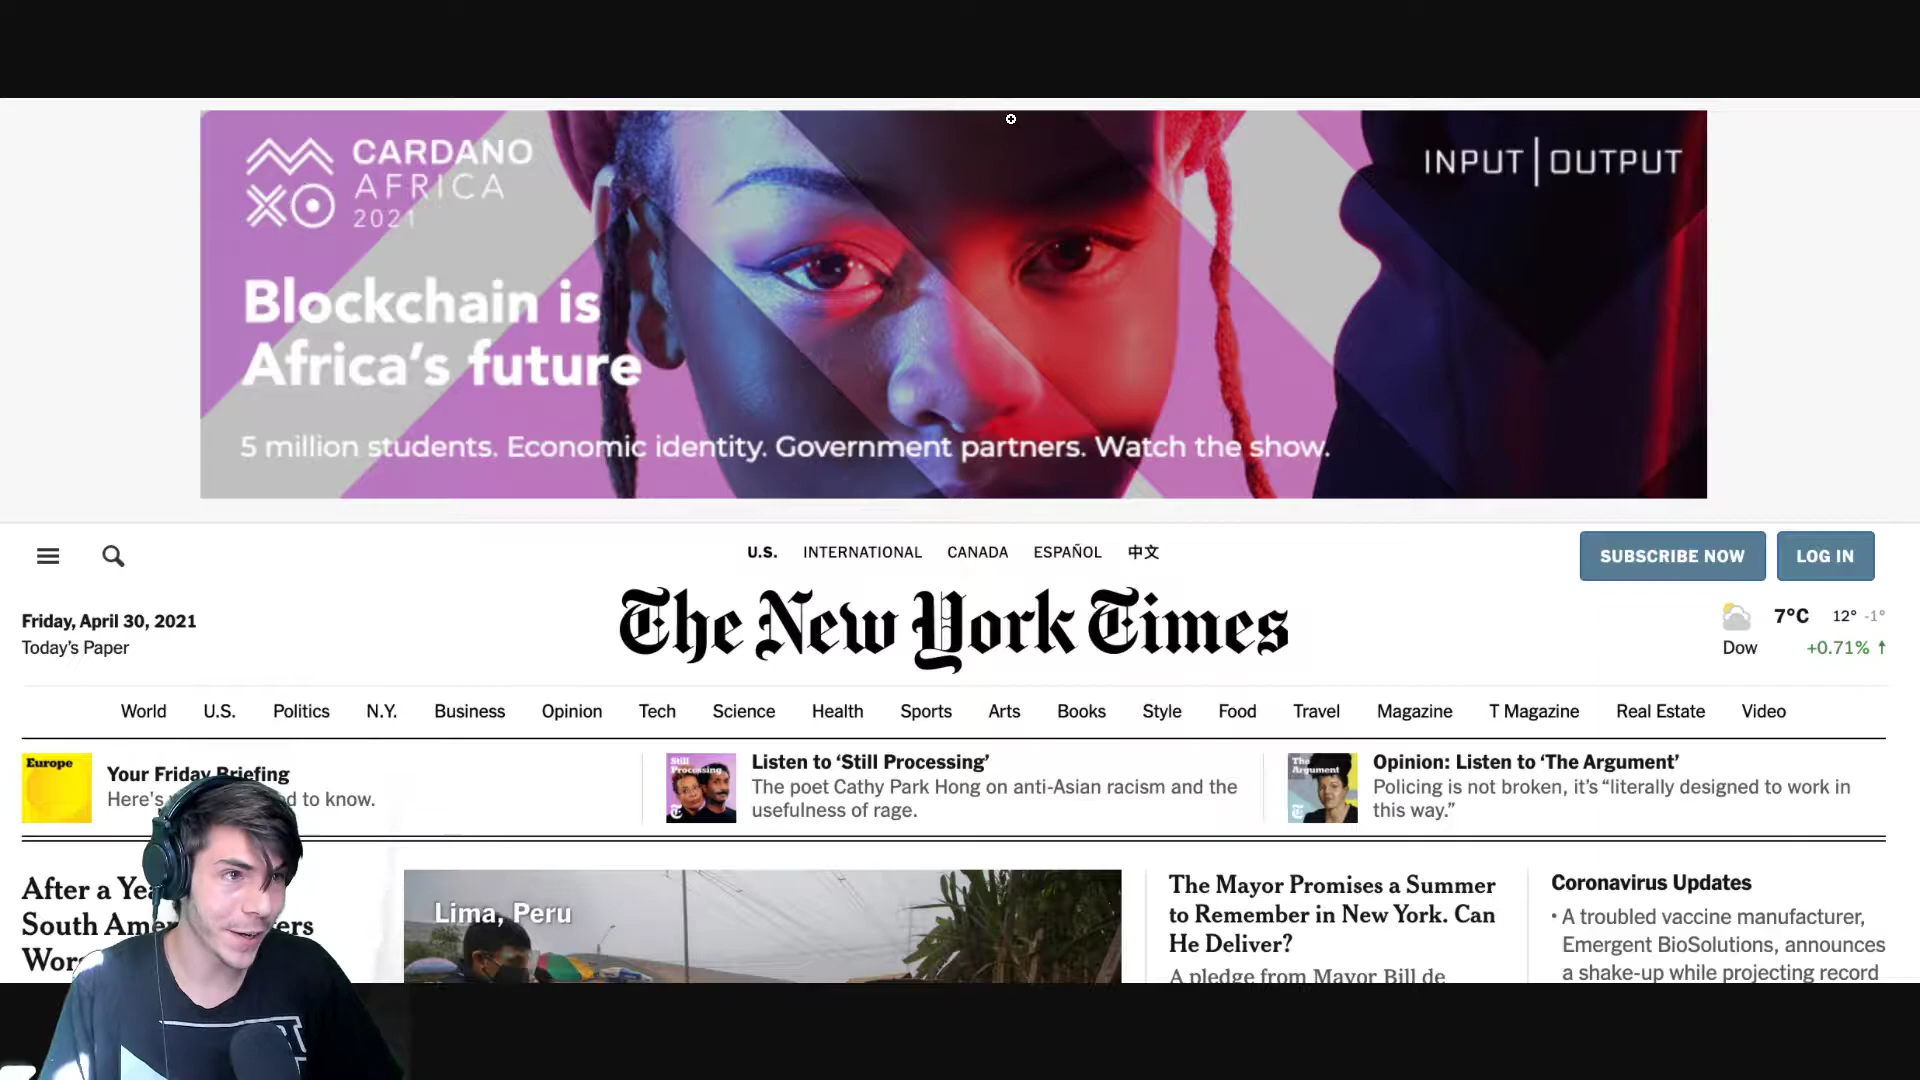 CARDANO
AFRICA
2021
INPUT | OUTPUT
Blockchain is
Africa's future
5 million students. Economic identity. Government partners. Watch the show.
U.S. INTERNATIONAL CANADA ESPAÑOL 中文
SUBSCRIBE NOW LOG IN
The New York Times
Friday, April 30, 2021
Today's Paper
7°C 12° -1°
Dow +0.71% ↑
World U.S. Politics N.Y. Business Opinion Tech Science Health Sports Arts Books Style Food Travel Magazine T Magazine Real Estate Video
Europe
Your Friday Briefing
Here's d to know.
Still
Processing
Listen to ‘Still Processing’
The poet Cathy Park Hong on anti-Asian racism and the
usefulness of rage.
The
Argument
Opinion: Listen to ‘The Argument’
Policing is not broken, it's “literally designed to work in
this way.”
After a Yea
South Ame ers
Wor
Lima, Peru
The Mayor Promises a Summer
to Remember in New York. Can
He Deliver?
A pledge from Mayor Bill de
Coronavirus Updates
• A troubled vaccine manufacturer,
Emergent BioSolutions, announces
a shake-up while projecting record